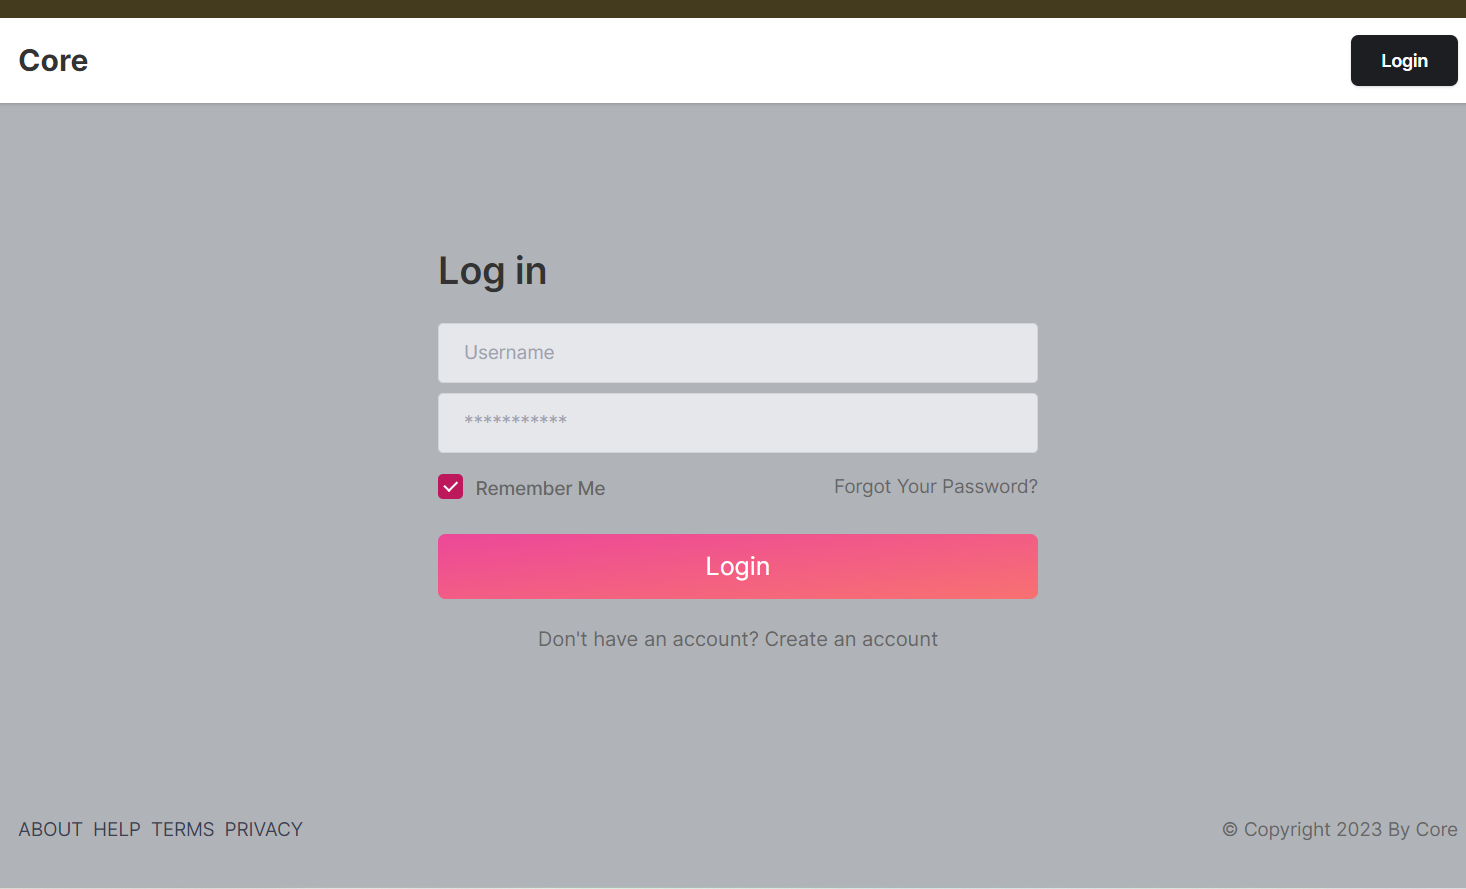 Core
Login
Log in
Username
***********
Remember Me
Forgot Your Password?
Login
Don't have an account? Create an account
ABOUT HELP TERMS PRIVACY
© Copyright 2023 By Core